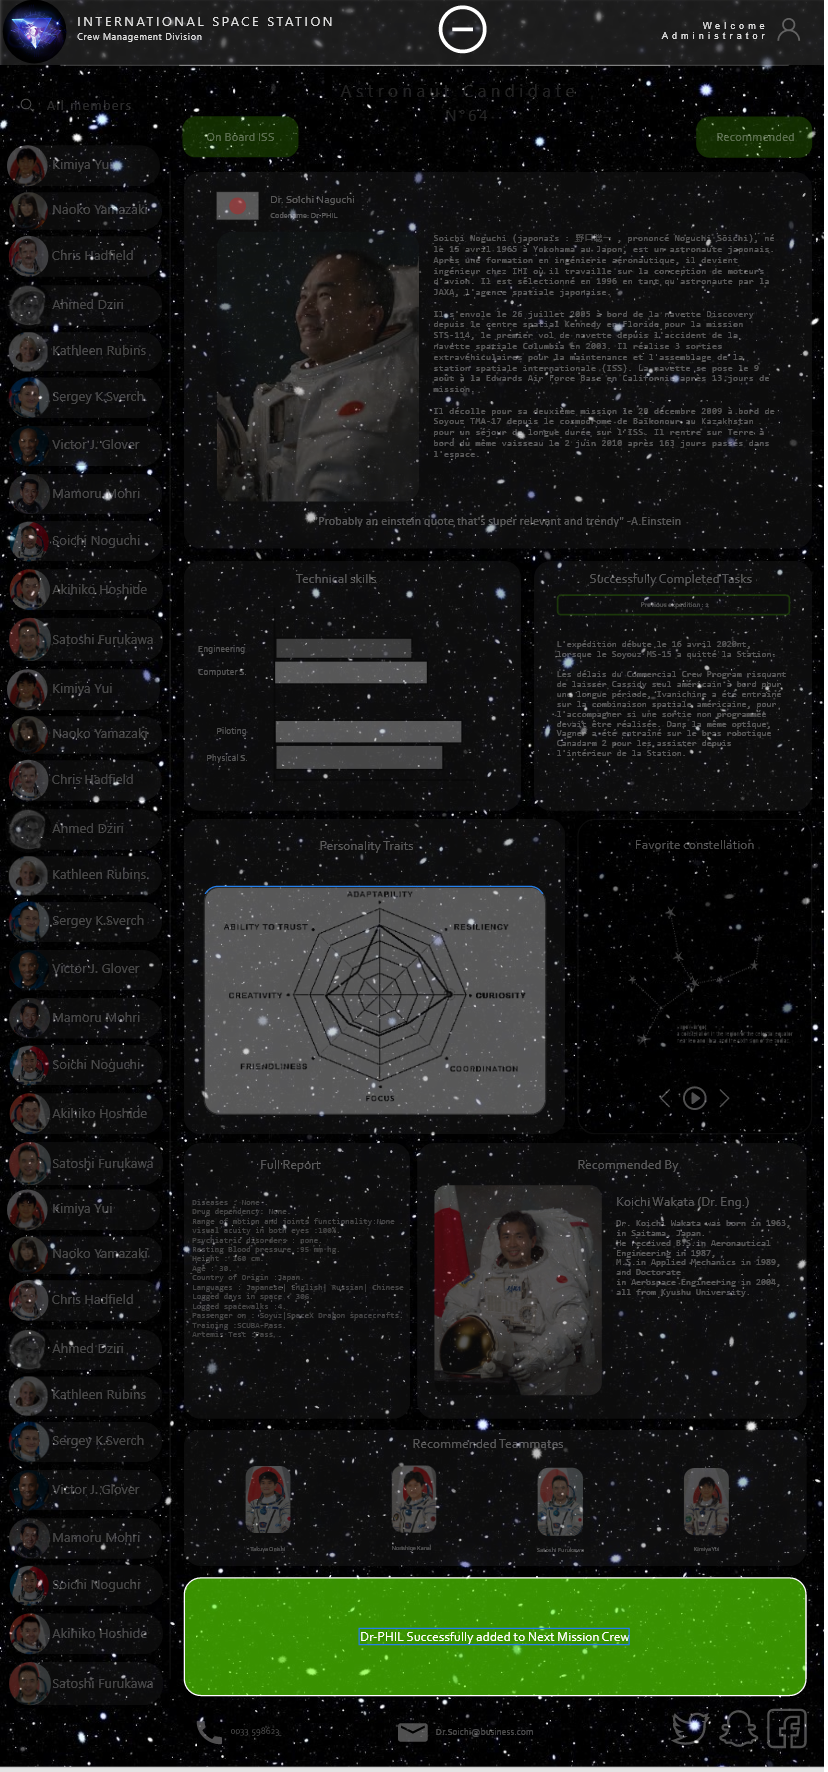 INTERNATIONAL SPACE STATION
Crew Management Division
Welcome
Administrator
Astronaut Candidate
N°64
All members
On Board ISS
Recommended
Kimiya Yui
Naoko Yamazaki
Chris Hadfield
Ahmed Dziri
Kathleen Rubins
Sergey K.Sverch
Victor J. Glover
Mamoru Mohri
Soichi Noguchi
Akihiko Hoshide
Satoshi Furukawa
Kimiya Yui
Naoko Yamazaki
Chris Hadfield
Ahmed Dziri
Kathleen Rubins
Sergey K.Sverch
Victor J. Glover
Mamoru Mohri
Soichi Noguchi
Akihiko Hoshide
Satoshi Furukawa
Kimiya Yui
Naoko Yamazaki
Chris Hadfield
Ahmed Dziri
Kathleen Rubins
Sergey K.Sverch
Victor J. Glover
Mamoru Mohri
Soichi Noguchi
Akihiko Hoshide
Satoshi Furukawa
Dr. Soichi Naguchi
Codename: Dr-PHIL
Soichi Noguchi (japonais : 野口聡一, prononcé Noguchi Sōichi), né
le 15 avril 1965 à Yokohama au Japon, est un astronaute japonais.
Après une formation en ingénierie aéronautique, il devient
ingénieur chez IHI où il travaille sur la conception de moteurs
d'avion. Il est sélectionné en 1996 en tant qu'astronaute par la
JAXA, l'agence spatiale japonaise.
Il s'envole le 26 juillet 2005 à bord de la navette Discovery
depuis le centre spatial Kennedy en Floride pour la mission
STS-114, le premier vol de navette depuis l'accident de la
navette spatiale Columbia en 2003. Il réalise 3 sorties
extravéhiculaires pour la maintenance et l'assemblage de la
station spatiale internationale (ISS). La navette se pose le 9
août à la Edwards Air Force Base en Californie après 13 jours de
mission.
Il décolle pour sa deuxième mission le 20 décembre 2009 à bord de
Soyouz TMA-17 depuis le cosmodrome de Baïkonour au Kazakhstan
pour un séjour de longue durée sur l'ISS. Il rentre sur Terre à
bord du même vaisseau le 2 juin 2010 après 163 jours passés dans
l'espace.
"Probably an einstein quote that's super relevant and trendy" -A.Einstein
Technical skills
Engineering
Computer S.
Piloting
Physical S.
Successfully Completed Tasks
Previous expedition :
L'expédition débute le 16 avril 2020
lorsque le Soyouz MS-15 a quitté la Station.
Les délais du Commercial Crew Program risquant
de laisser Cassidy seul américain à bord pour
une longue période, Ivanichine a été entraîné
sur la combinaison spatiale américaine, pour
l'accompagner si une sortie non programmée
devait être réalisée. Dans la même optique,
Vagner a été entraîné sur le bras robotique
Canadarm 2 pour les assister depuis
l'intérieur de la Station.
Personality Traits
ADAPTABILITY
ABILITY TO TRUST
RESILIENCY
CREATIVITY
CURIOSITY
FRIENDLINESS
COORDINATION
FOCUS
Favorite constellation
Full Report
Diseases : None
Drug dependency: None.
Range of motion and joints functionality:None
visual acuity in both eyes :100%
Psychiatric disorders : none.
Resting Blood pressure :95 mm hg.
Height : 160 cm.
Age : 30.
Country of Origin :Japan.
Languages : Japanese| English| Russian| Chinese
Logged days in space : 306.
Logged spacewalks :4.
Passenger on : Soyuz|SpaceX Dragon spacecrafts.
Training :SCUBA Pass.
Artemis Test :Pass.
Recommended By
Koichi Wakata (Dr. Eng.)
Dr. Koichi Wakata was born in 1963,
in Saitama, Japan.
He received B.S.in Aeronautical
Engineering in 1987,
M.S.in Applied Mechanics in 1989,
and Doctorate
in Aerospace Engineering in 2004,
all from Kyushu University.
Recommended Teammates
Takuya Onishi
Norishige Kanai
Satoshi Furukawa
Kimiya Yui
Dr-PHIL Successfully added to Next Mission Crew
0033 598623
Dr.Soichi@business.com